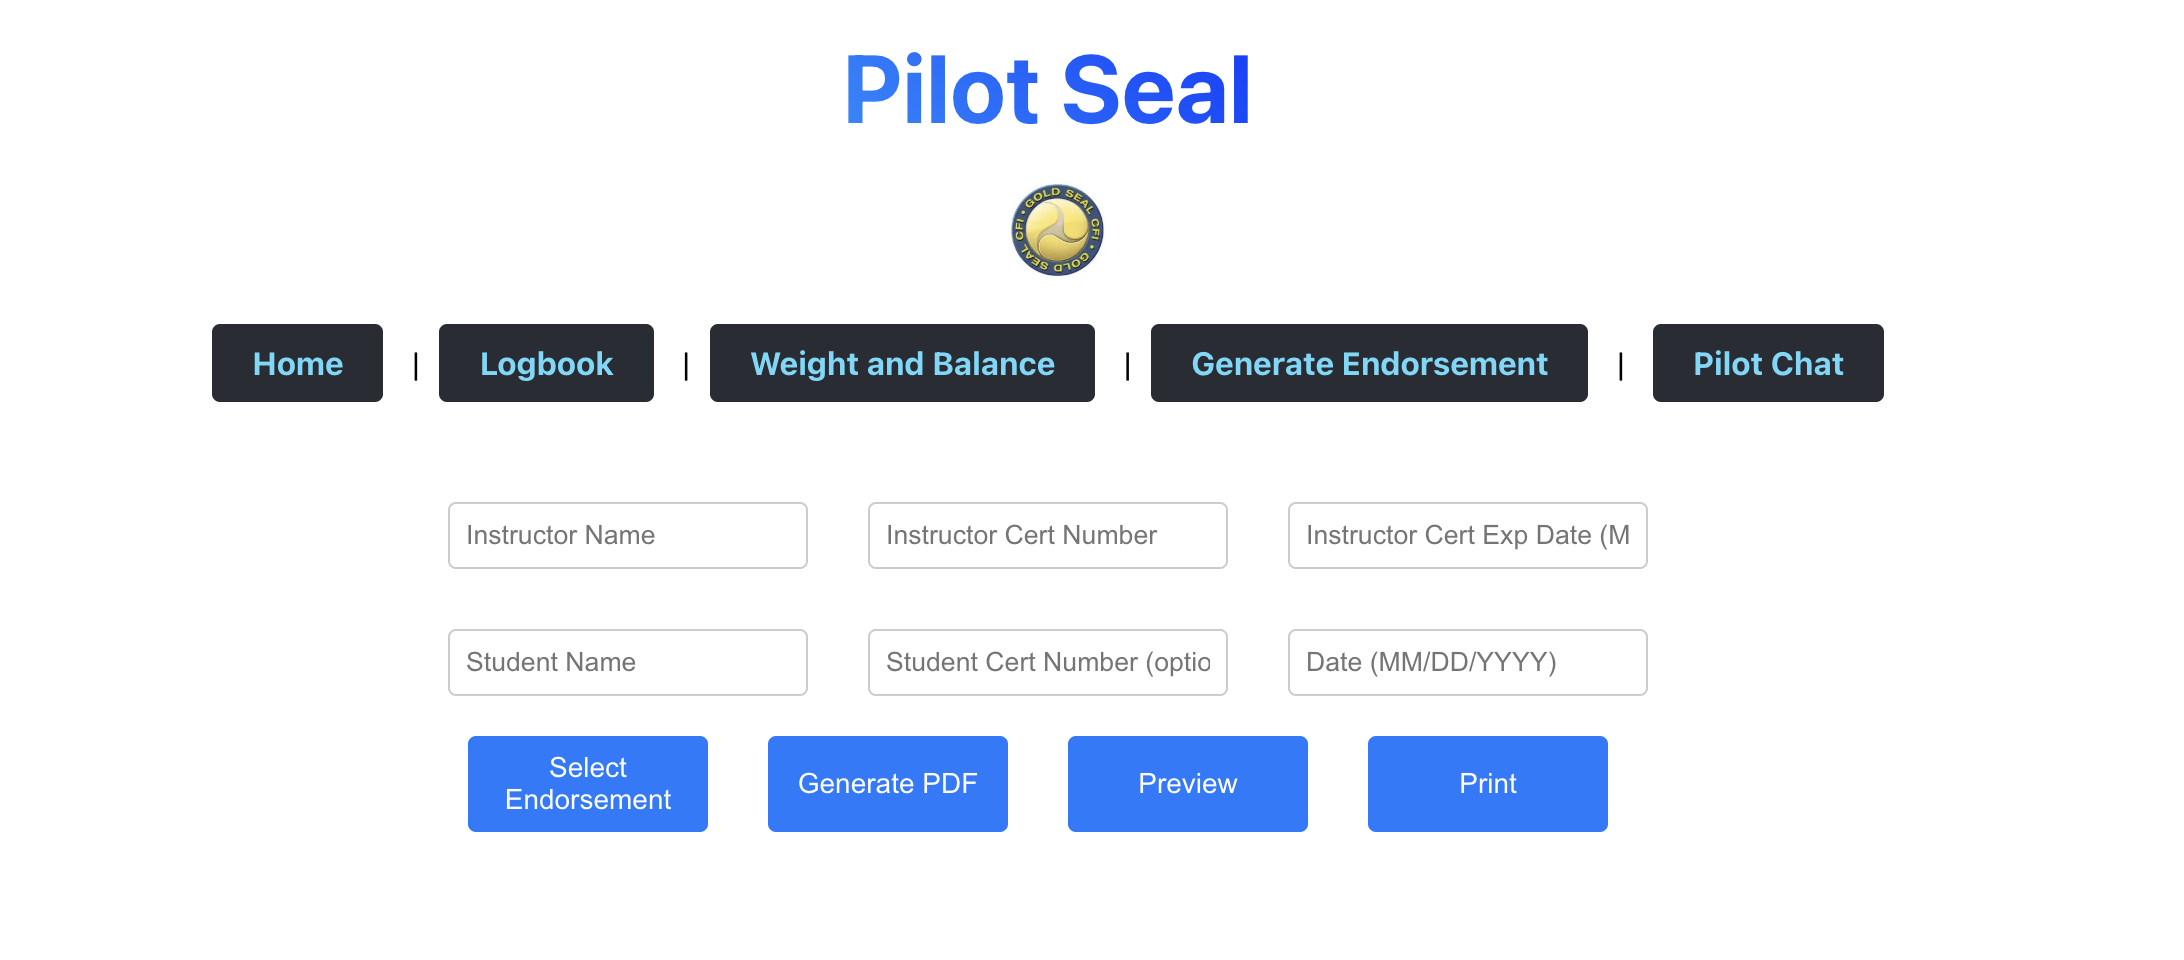 Pilot Seal
GOLD SEAL CFI • GOLD SEAL CFI •
Home | Logbook | Weight and Balance | Generate Endorsement | Pilot Chat
Instructor Name
Instructor Cert Number
Instructor Cert Exp Date (M
Student Name
Student Cert Number (optio
Date (MM/DD/YYYY)
Select
Endorsement
Generate PDF
Preview
Print